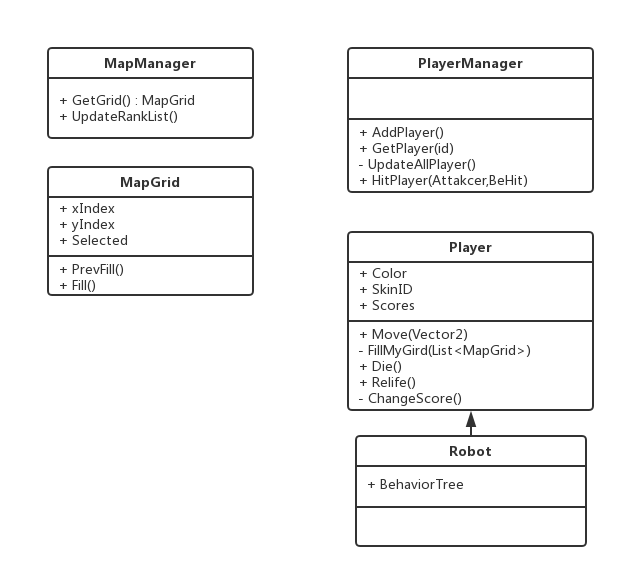 MapManager
+ GetGrid() : MapGrid
+ UpdateRankList()
MapGrid
+ xIndex
+ yIndex
+ Selected
+ PrevFill()
+ Fill()
PlayerManager
+ AddPlayer()
+ GetPlayer(id)
- UpdateAllPlayer()
+ HitPlayer(Attakcer,BeHit)
Player
+ Color
+ SkinID
+ Scores
+ Move(Vector2)
- FillMyGird(List<MapGrid>)
+ Die()
+ Relife()
- ChangeScore()
Robot
+ BehaviorTree